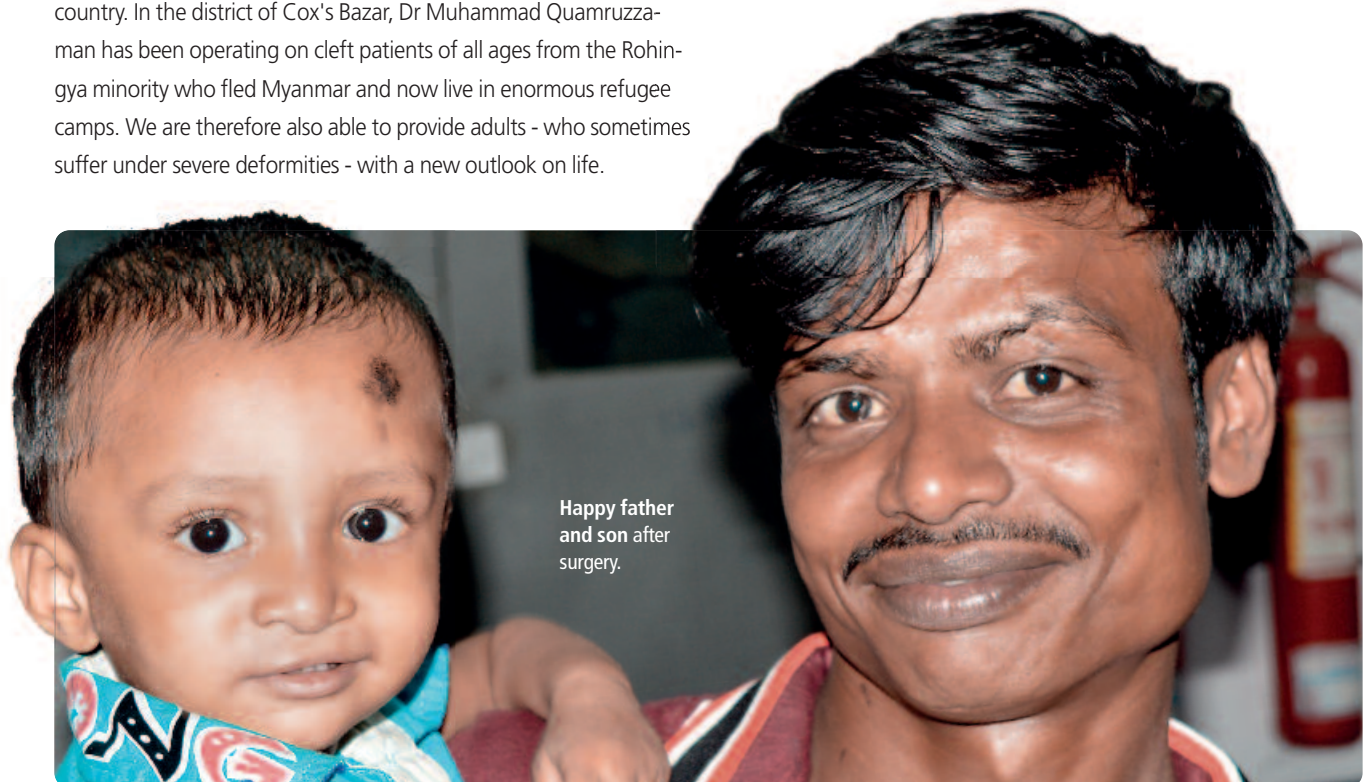 country. In the district of Cox's Bazar, Dr Muhammad Quamruzza-
man has been operating on cleft patients of all ages from the Rohin-
gya minority who fled Myanmar and now live in enormous refugee
camps. We are therefore also able to provide adults - who sometimes
suffer under severe deformities - with a new outlook on life.
Happy father
and son after
surgery.